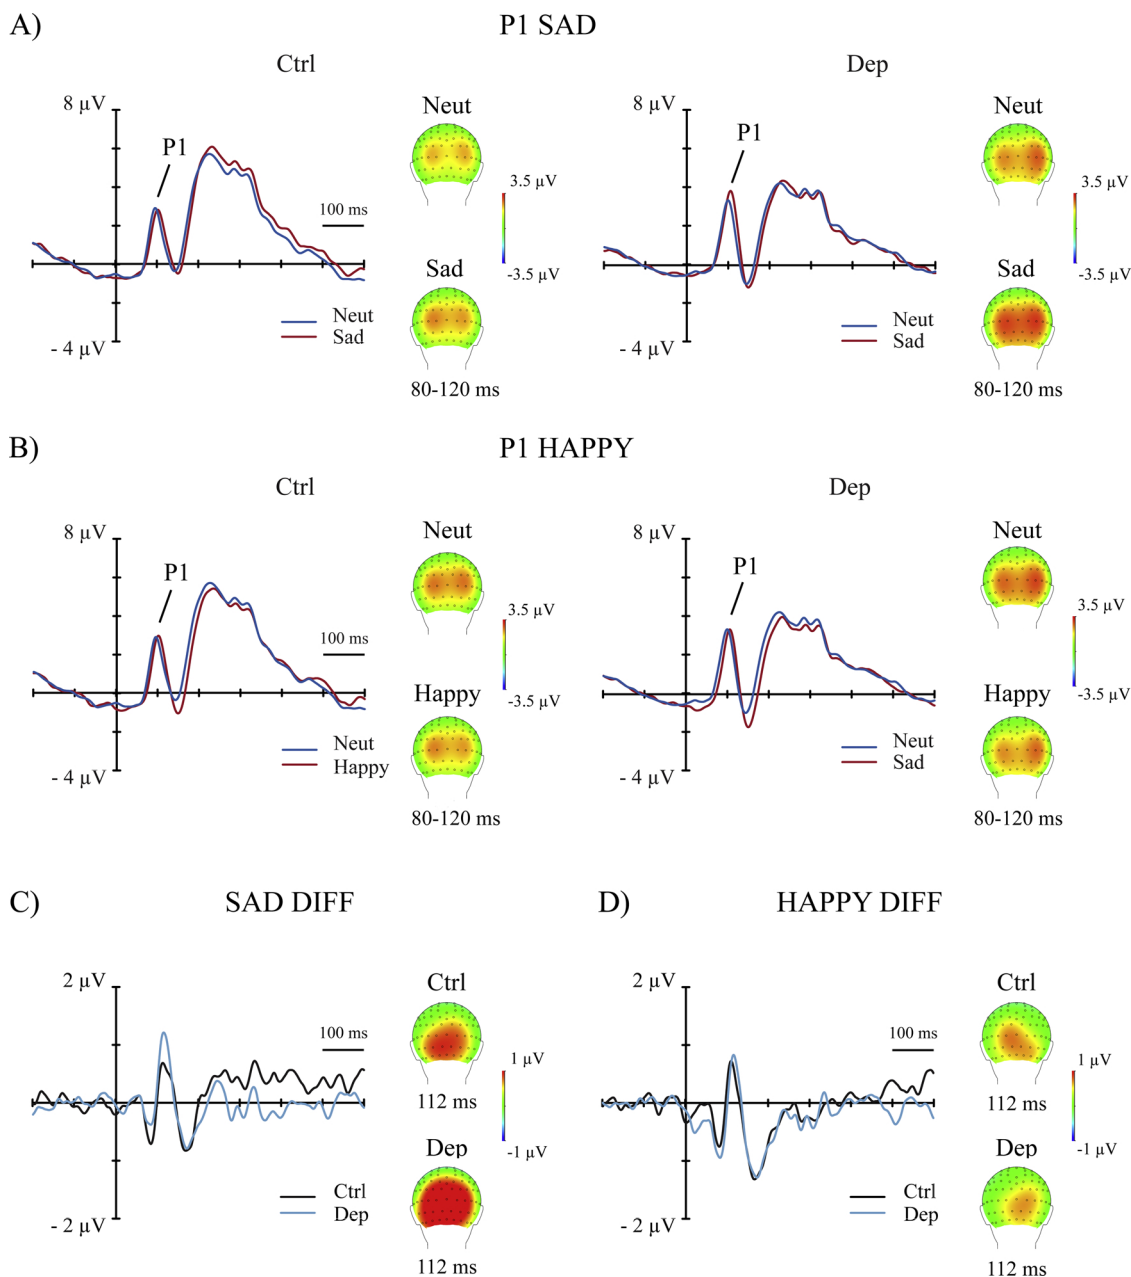 A)
P1 SAD
Ctrl
Dep
8 µV
P1
100 ms
Neut
Sad
- 4 µV
Neut
3.5 µV
-3.5 µV
Sad
80-120 ms
8 µV
P1
Neut
Sad
- 4 µV
Neut
3.5 µV
-3.5 µV
Sad
80-120 ms
B)
P1 HAPPY
Ctrl
Dep
8 µV
P1
100 ms
Neut
Happy
- 4 µV
Neut
3.5 µV
-3.5 µV
Happy
80-120 ms
8 µV
P1
Neut
Sad
- 4 µV
Neut
3.5 µV
-3.5 µV
Happy
80-120 ms
C)
SAD DIFF
2 µV
100 ms
Ctrl
Dep
- 2 µV
Ctrl
112 ms
1 µV
-1 µV
Dep
112 ms
D)
HAPPY DIFF
2 µV
100 ms
Ctrl
Dep
- 2 µV
Ctrl
112 ms
1 µV
-1 µV
Dep
112 ms